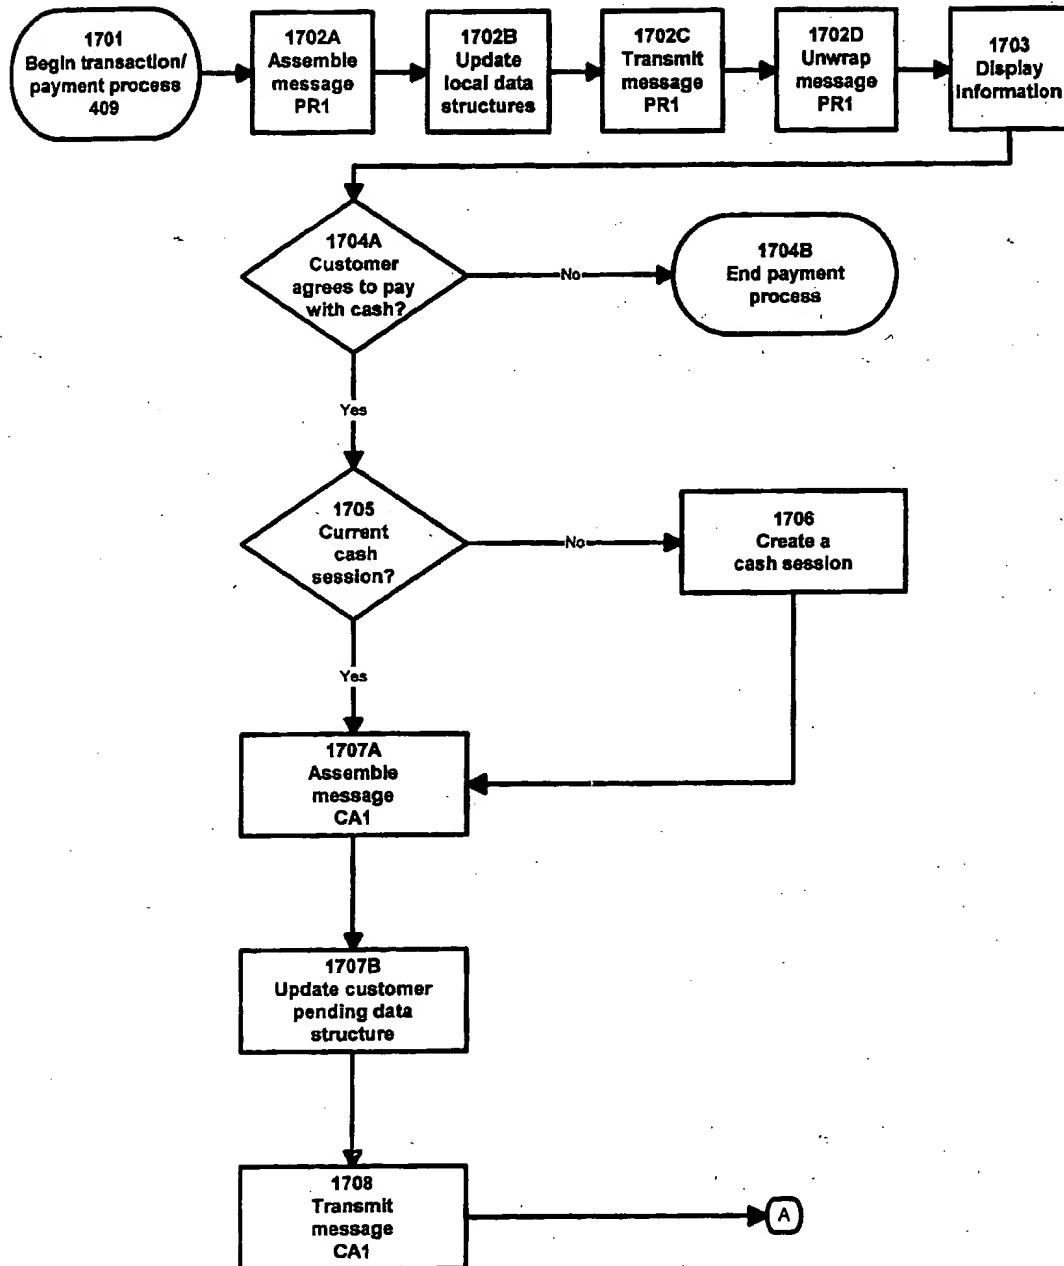 1701
Begin transaction/
payment process
409
1702A
Assemble
message
PR1
1702B
Update
local data
structures
1702C
Transmit
message
PR1
1702D
Unwrap
message
PR1
1703
Display
information
1704A
Customer
agrees to pay
with cash?
No
1704B
End payment
process
Yes
1705
Current
cash
session?
No
1706
Create a
cash session
Yes
1707A
Assemble
message
CA1
1707B
Update customer
pending data
structure
1708
Transmit
message
CA1
A